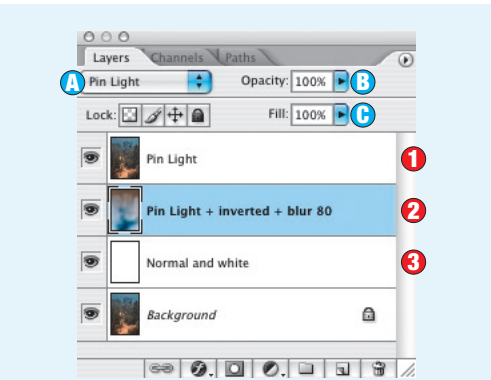 Layers Channels Paths
A Pin Light Opacity: 100% B
Lock: Fill: 100% C
Pin Light 1
Pin Light + inverted + blur 80 2
Normal and white 3
Background